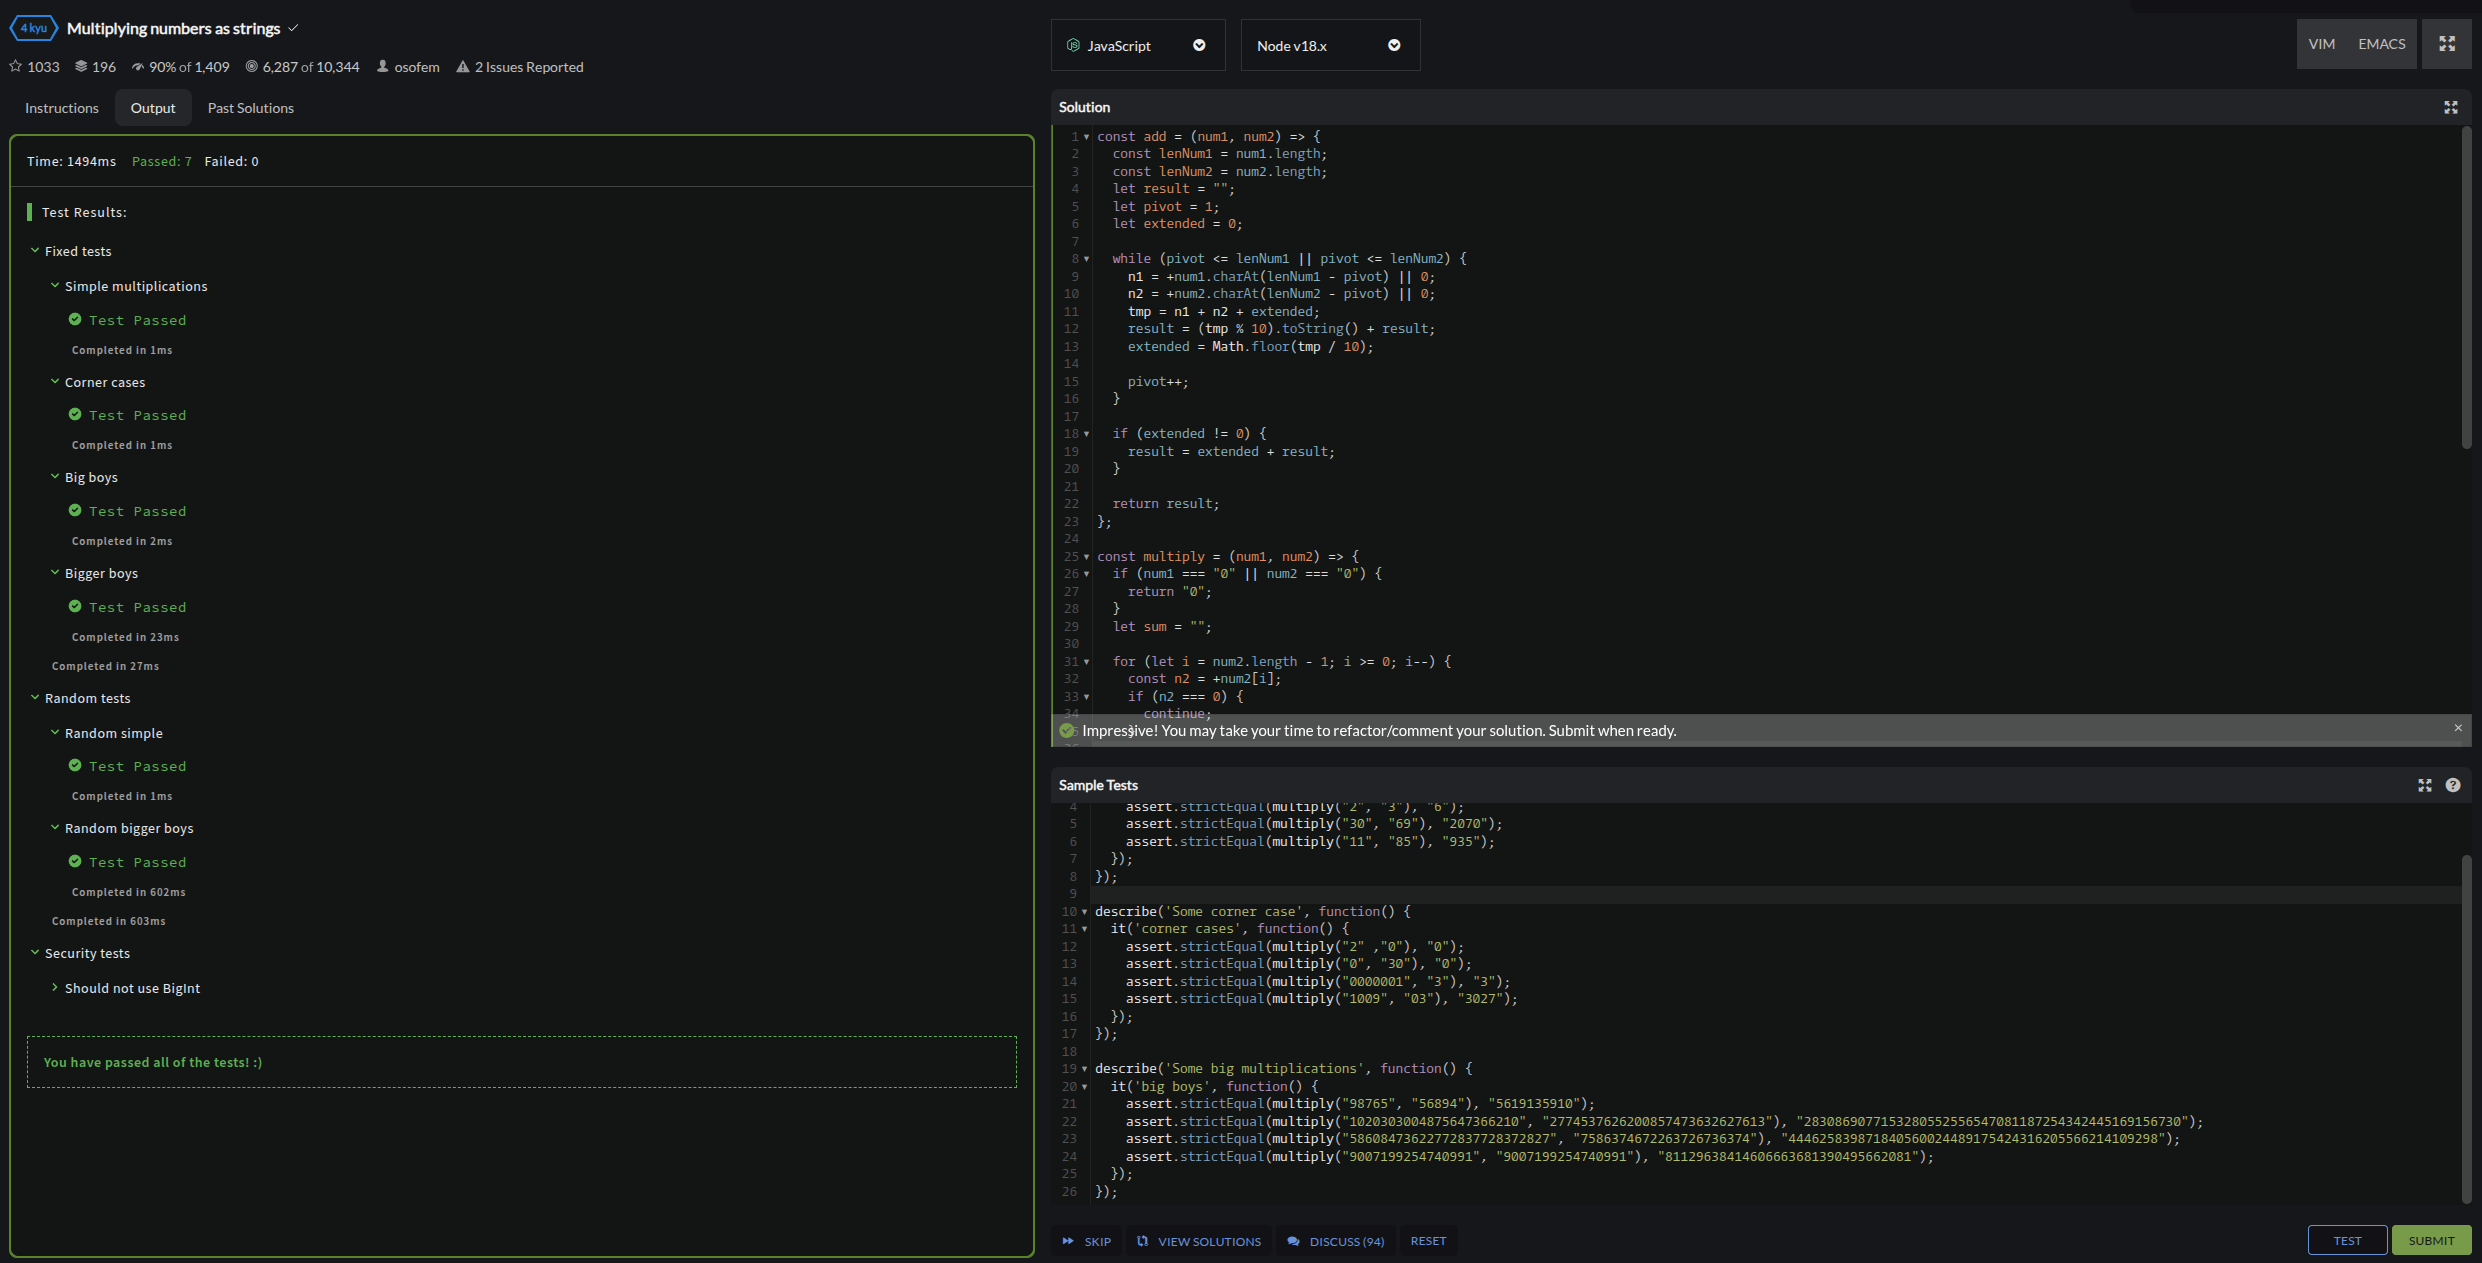 4 kyu Multiplying numbers as strings
1033 196 90% of 1,409 6,287 of 10,344 osofem 2 Issues Reported
Instructions Output Past Solutions
Time: 1494ms Passed: 7 Failed: 0
Test Results:
Fixed tests
Simple multiplications
Test Passed
Completed in 1ms
Corner cases
Test Passed
Completed in 1ms
Big boys
Test Passed
Completed in 2ms
Bigger boys
Test Passed
Completed in 23ms
Completed in 27ms
Random tests
Random simple
Test Passed
Completed in 1ms
Random bigger boys
Test Passed
Completed in 602ms
Completed in 603ms
Security tests
Should not use BigInt
You have passed all of the tests! :)
JavaScript Node v18.x VIM EMACS
Solution
1 const add = (num1, num2) => {
2 const lenNum1 = num1.length;
3 const lenNum2 = num2.length;
4 let result = "";
5 let pivot = 1;
6 let extended = 0;
7
8 while (pivot <= lenNum1 || pivot <= lenNum2) {
9 n1 = +num1.charAt(lenNum1 - pivot) || 0;
10 n2 = +num2.charAt(lenNum2 - pivot) || 0;
11 tmp = n1 + n2 + extended;
12 result = (tmp % 10).toString() + result;
13 extended = Math.floor(tmp / 10);
14
15 pivot++;
16 }
17
18 if (extended != 0) {
19 result = extended + result;
20 }
21
22 return result;
23 };
24
25 const multiply = (num1, num2) => {
26 if (num1 === "0" || num2 === "0") {
27 return "0";
28 }
29 let sum = "";
30
31 for (let i = num2.length - 1; i >= 0; i--) {
32 const n2 = +num2[i];
33 if (n2 === 0) {
34 continue;
Impressive! You may take your time to refactor/comment your solution. Submit when ready.
Sample Tests
4 assert.strictEqual(multiply("2", "3"), "6");
5 assert.strictEqual(multiply("30", "69"), "2070");
6 assert.strictEqual(multiply("11", "85"), "935");
7 });
8 });
9
10 describe('Some corner case', function() {
11 it('corner cases', function() {
12 assert.strictEqual(multiply("2" ,"0"), "0");
13 assert.strictEqual(multiply("0", "30"), "0");
14 assert.strictEqual(multiply("0000001", "3"), "3");
15 assert.strictEqual(multiply("1009", "03"), "3027");
16 });
17 });
18
19 describe('Some big multiplications', function() {
20 it('big boys', function() {
21 assert.strictEqual(multiply("98765", "56894"), "5619135910");
22 assert.strictEqual(multiply("1020303004875647366210", "2774537626200857473632627613"), "2830869077153280552556547081187254342445169156730");
23 assert.strictEqual(multiply("58608473622772837728372827", "7586374672263726736374"), "444625839871840560024489175424316205566214109298");
24 assert.strictEqual(multiply("9007199254740991", "9007199254740991"), "81129638414606663681390495662081");
25 });
26 });
SKIP VIEW SOLUTIONS DISCUSS (94) RESET TEST SUBMIT